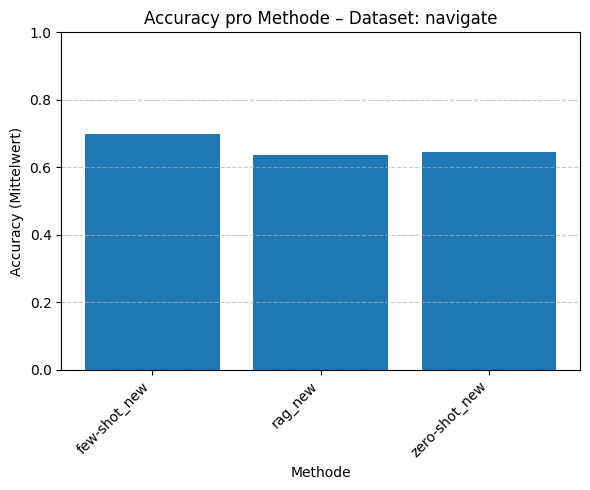 Accuracy pro Methode – Dataset: navigate
1.0
0.8
0.6
0.4
0.2
0.0
Accuracy (Mittelwert)
few-shot_new
rag_new
zero-shot_new
Methode